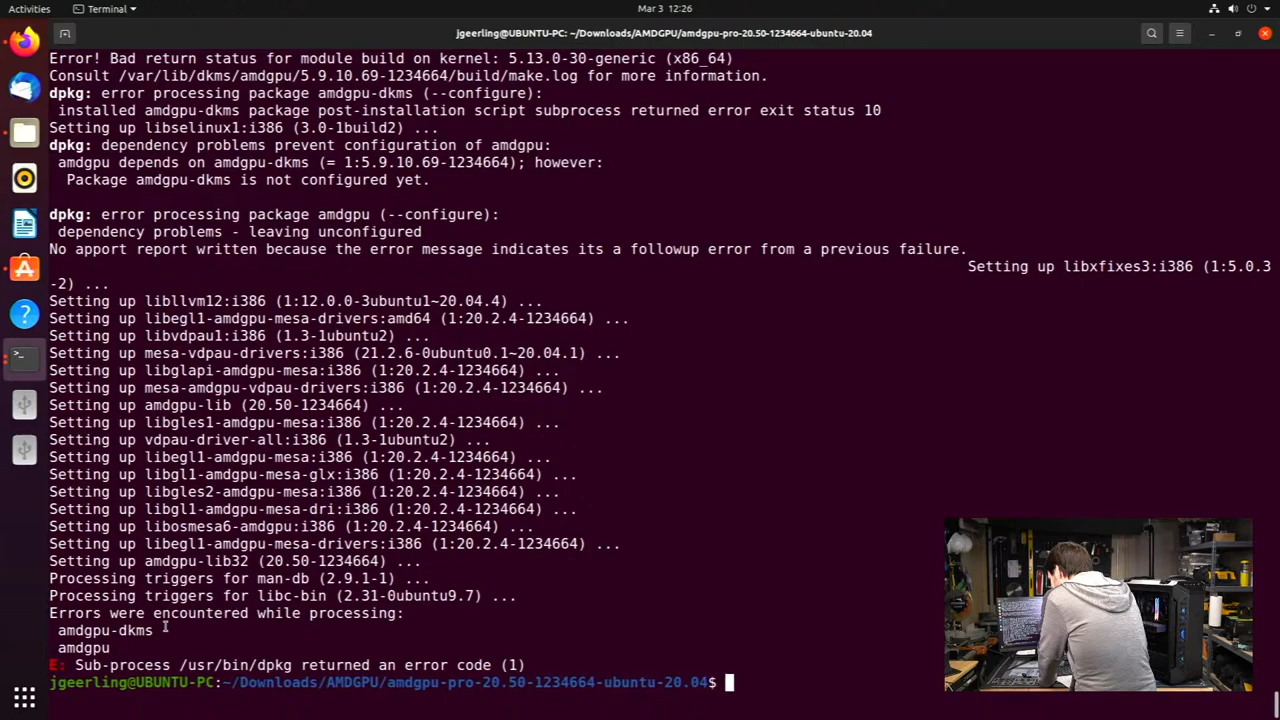 Activities
Terminal
Mar 3 12:26
jgeerling@UBUNTU-PC: ~/Downloads/AMDGPU/amdgpu-pro-20.50-1234664-ubuntu-20.04
Error! Bad return status for module build on kernel: 5.13.0-30-generic (x86_64)
Consult /var/lib/dkms/amdgpu/5.9.10.69-1234664/build/make.log for more information.
dpkg: error processing package amdgpu-dkms (--configure):
 installed amdgpu-dkms package post-installation script subprocess returned error exit status 10
Setting up libselinux1:i386 (3.0-1build2) ...
dpkg: dependency problems prevent configuration of amdgpu:
 amdgpu depends on amdgpu-dkms (= 1:5.9.10.69-1234664); however:
  Package amdgpu-dkms is not configured yet.
dpkg: error processing package amdgpu (--configure):
 dependency problems - leaving unconfigured
No apport report written because the error message indicates its a followup error from a previous failure.
Setting up libxfixes3:i386 (1:5.0.3
-2) ...
Setting up libllvm12:i386 (1:12.0.0-3ubuntu1~20.04.4) ...
Setting up libegl1-amdgpu-mesa-drivers:amd64 (1:20.2.4-1234664) ...
Setting up libvdpau1:i386 (1.3-1ubuntu2) ...
Setting up mesa-vdpau-drivers:i386 (21.2.6-0ubuntu0.1~20.04.1) ...
Setting up libglapi-amdgpu-mesa:i386 (1:20.2.4-1234664) ...
Setting up mesa-amdgpu-vdpau-drivers:i386 (1:20.2.4-1234664) ...
Setting up amdgpu-lib (20.50-1234664) ...
Setting up libgles1-amdgpu-mesa:i386 (1:20.2.4-1234664) ...
Setting up vdpau-driver-all:i386 (1.3-1ubuntu2) ...
Setting up libegl1-amdgpu-mesa:i386 (1:20.2.4-1234664) ...
Setting up libgl1-amdgpu-mesa-glx:i386 (1:20.2.4-1234664) ...
Setting up libgles2-amdgpu-mesa:i386 (1:20.2.4-1234664) ...
Setting up libgl1-amdgpu-mesa-dri:i386 (1:20.2.4-1234664) ...
Setting up libosmesa6-amdgpu:i386 (1:20.2.4-1234664) ...
Setting up libegl1-amdgpu-mesa-drivers:i386 (1:20.2.4-1234664) ...
Setting up amdgpu-lib32 (20.50-1234664) ...
Processing triggers for man-db (2.9.1-1) ...
Processing triggers for libc-bin (2.31-0ubuntu9.7) ...
Errors were encountered while processing:
 amdgpu-dkms
 amdgpu
E: Sub-process /usr/bin/dpkg returned an error code (1)
jgeerling@UBUNTU-PC:~/Downloads/AMDGPU/amdgpu-pro-20.50-1234664-ubuntu-20.04$